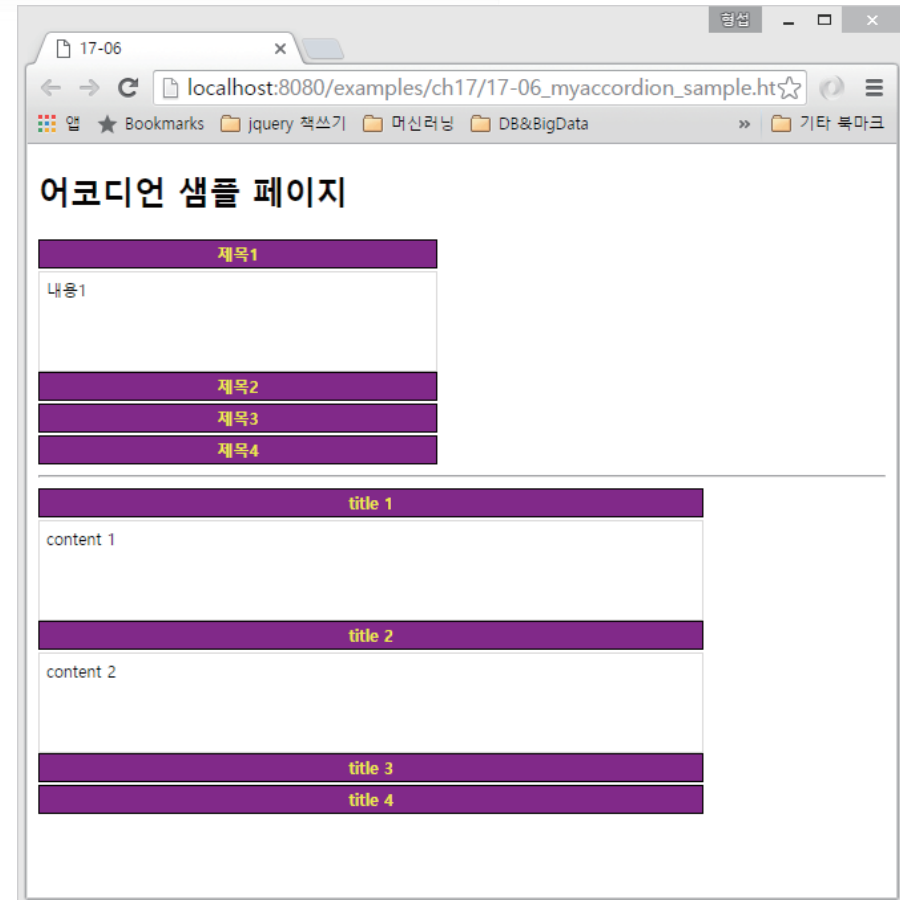 형섭
17-06
localhost:8080/examples/ch17/17-06_myaccordion_sample.ht
앱 Bookmarks jquery 책쓰기 머신러닝 DB&BigData » 기타 북마크
어코디언 샘플 페이지
제목1
내용1
제목2
제목3
제목4
title 1
content 1
title 2
content 2
title 3
title 4